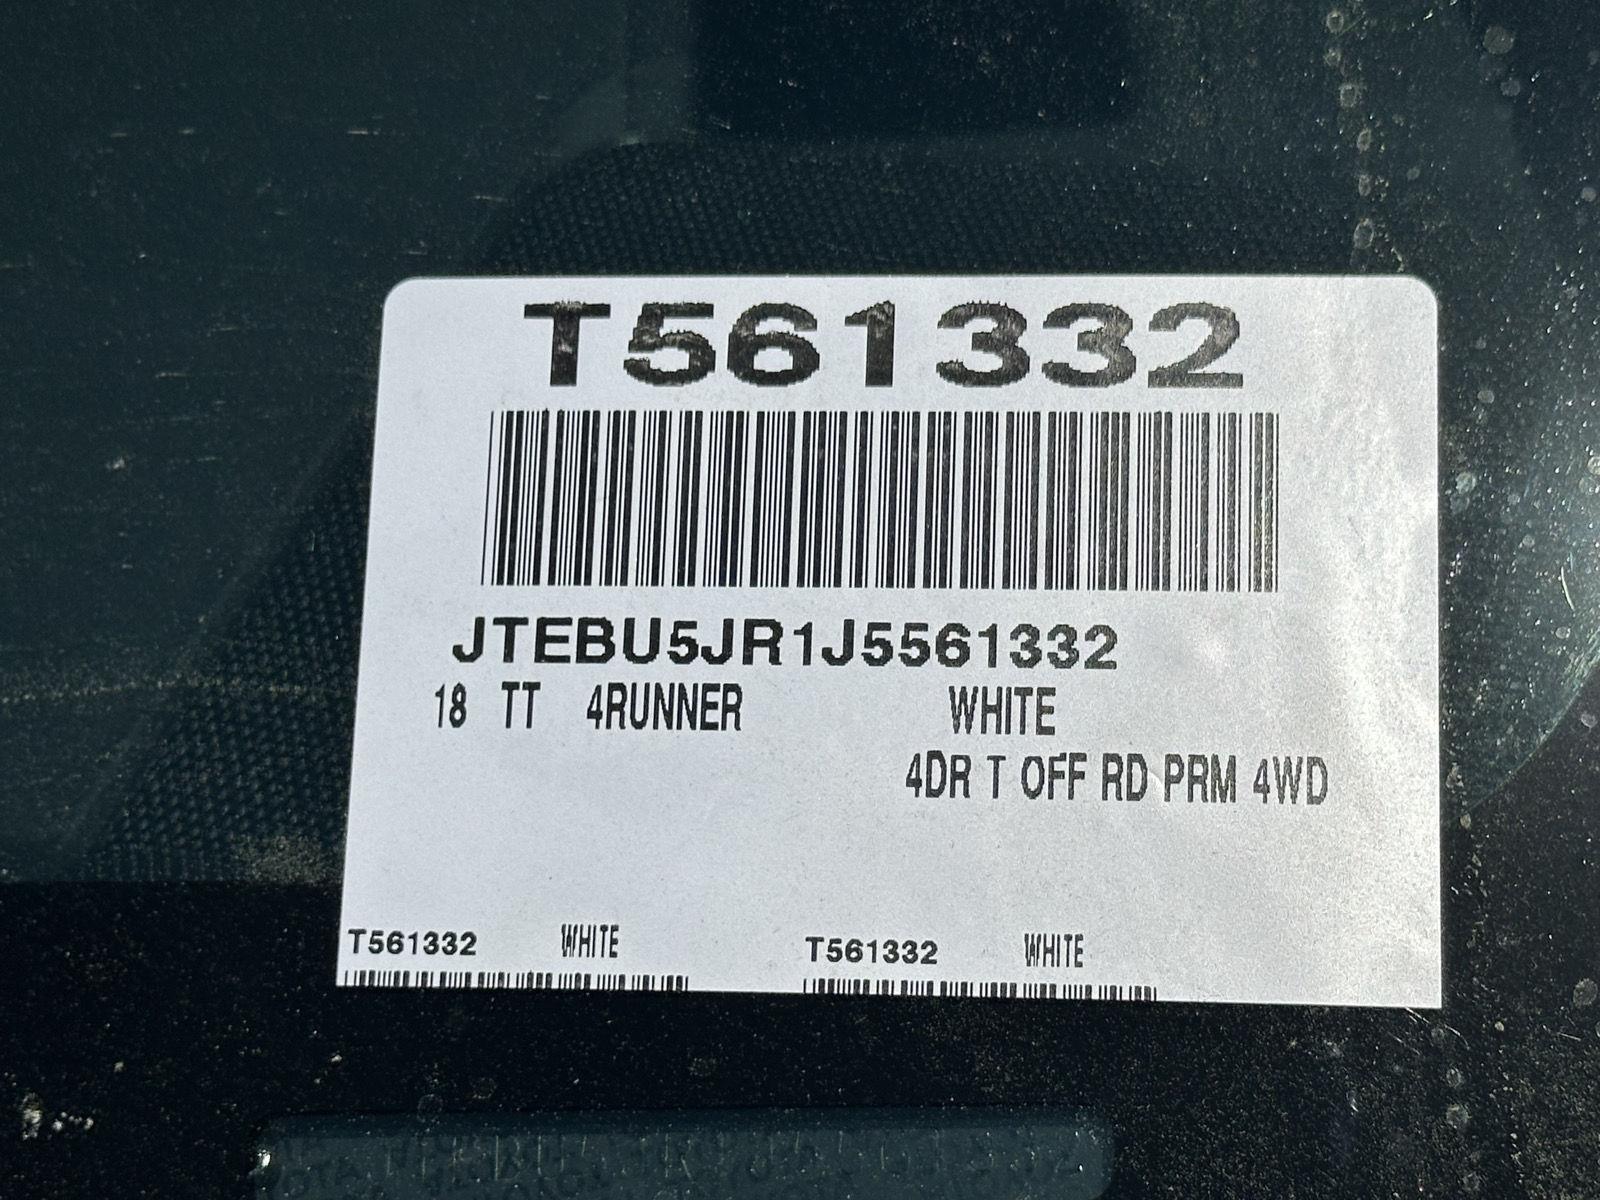 T561332
JTEBU5JR1J5561332
18 TT 4RUNNER WHITE
4DR T OFF RD PRM 4WD
T561332 WHITE T561332 WHITE